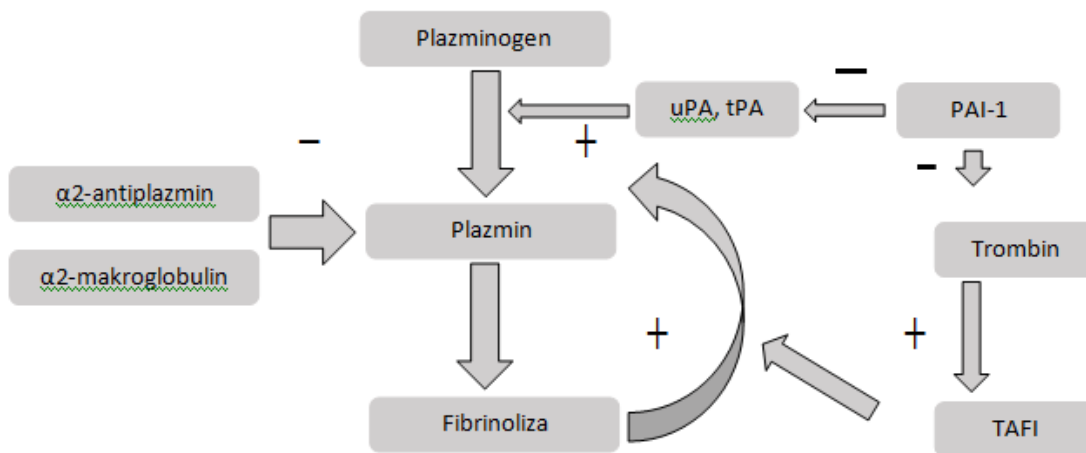 Plazminogen
uPA, tPA
PAI-1
–
+
–
–
α2-antiplazmin
α2-makroglobulin
Plazmin
Trombin
+
+
Fibrinoliza
TAFI